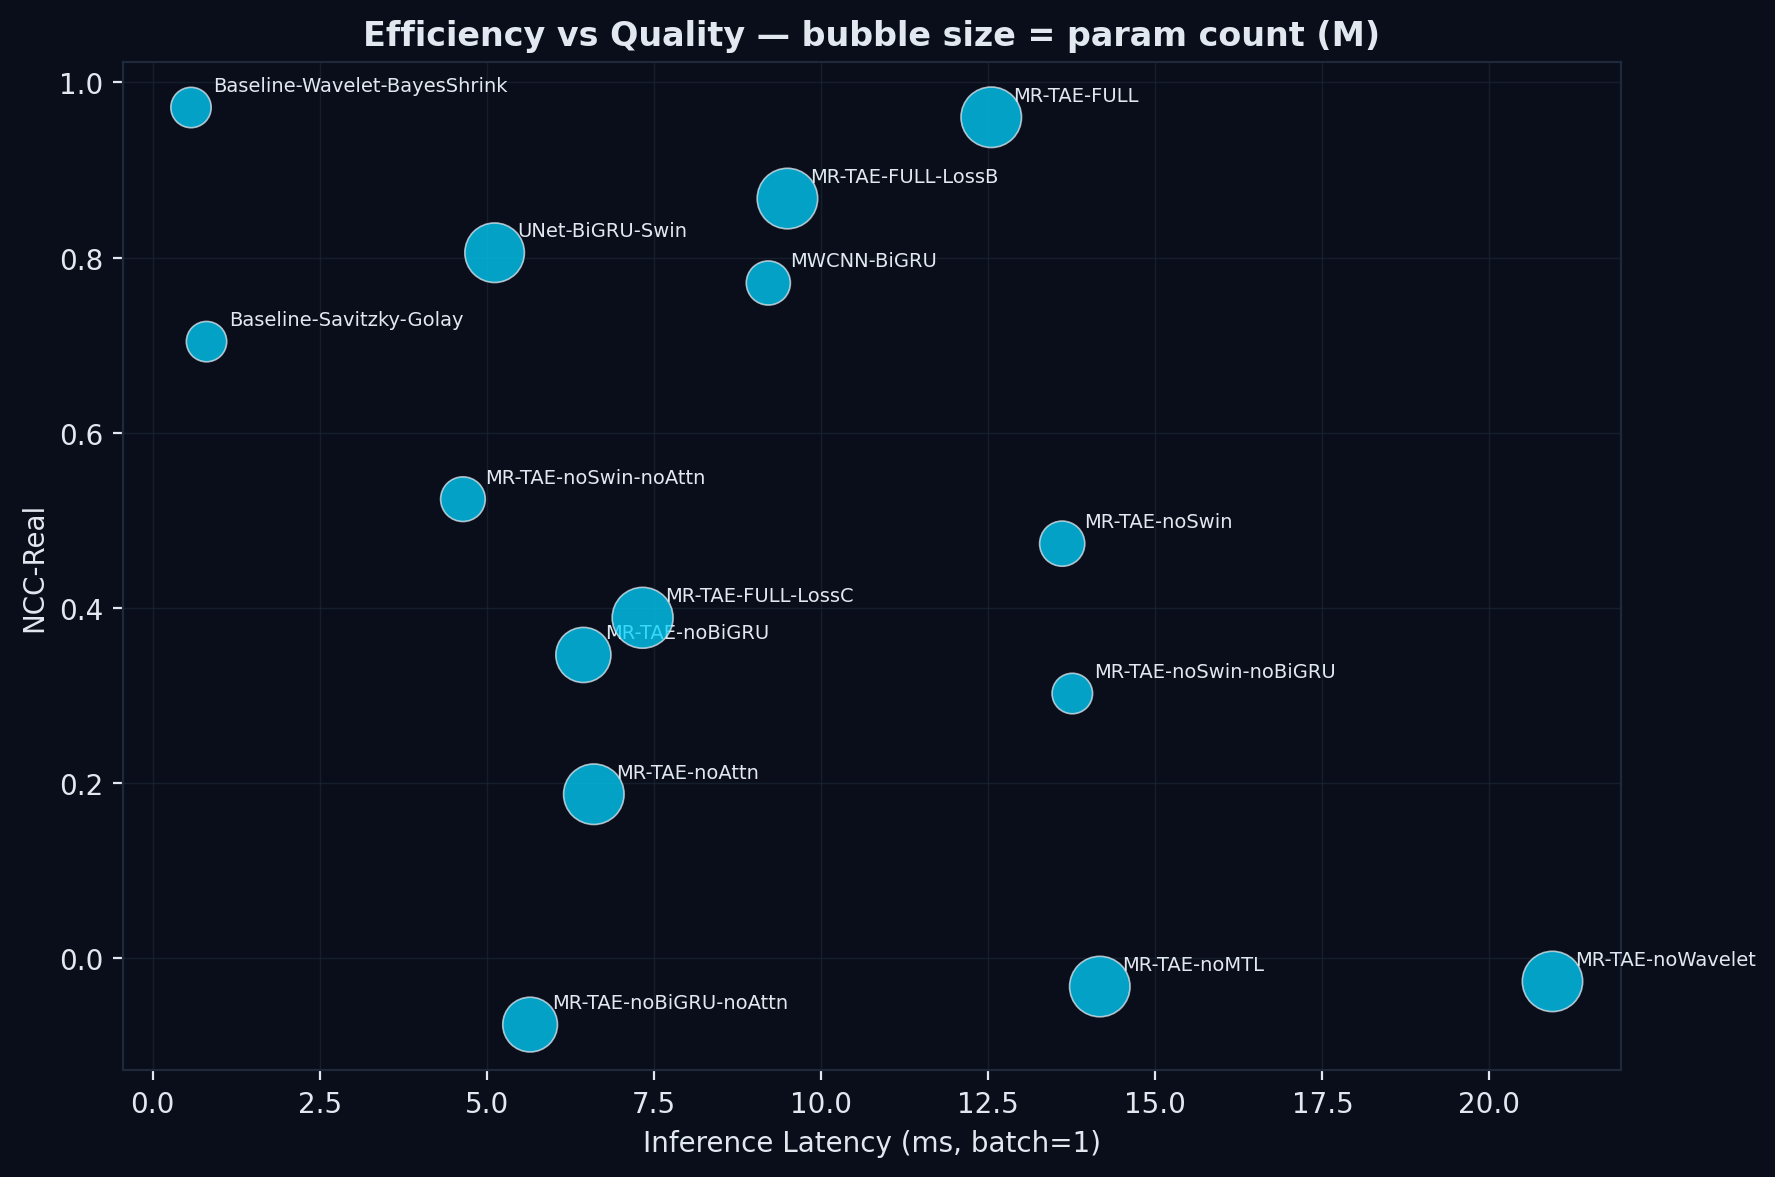 Efficiency vs Quality — bubble size = param count (M)
1.0
Baseline-Wavelet-BayesShrink
MR-TAE-FULL
MR-TAE-FULL-LossB
UNet-BiGRU-Swin
0.8
MWCNN-BiGRU
Baseline-Savitzky-Golay
0.6
MR-TAE-noSwin-noAttn
MR-TAE-noSwin
NCC-Real
0.4
MR-TAE-FULL-LossC
MR-TAE-noBiGRU
MR-TAE-noSwin-noBiGRU
0.2
MR-TAE-noAttn
0.0
MR-TAE-noMTL
MR-TAE-noWavelet
MR-TAE-noBiGRU-noAttn
0.0 2.5 5.0 7.5 10.0 12.5 15.0 17.5 20.0
Inference Latency (ms, batch=1)